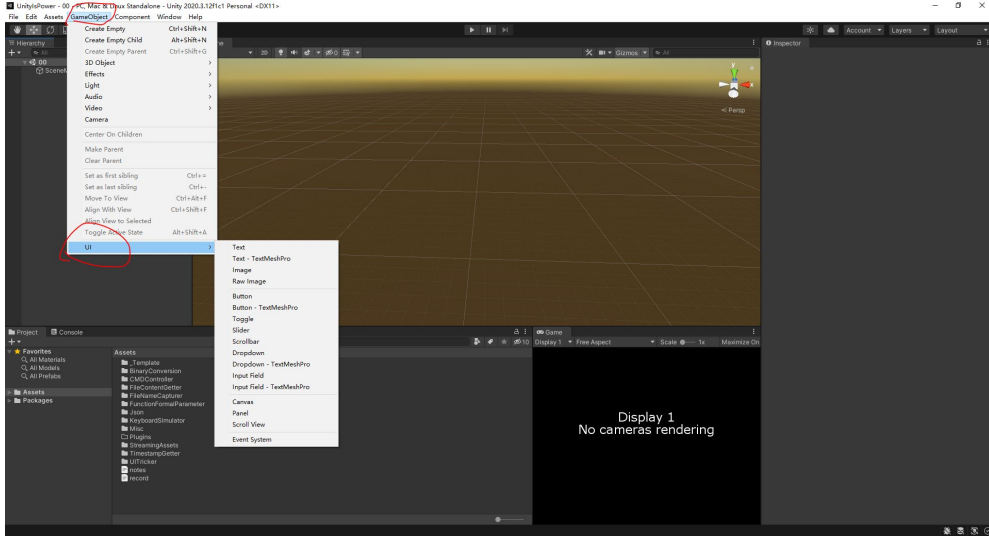 UnityIsPower - 00 - PC, Mac & Linux Standalone - Unity 2020.3.12f1c1 Personal <DX11>
File Edit Assets GameObject Component Window Help
Account Layers Layout
Hierarchy
All
00
Create Empty Ctrl+Shift+N
Create Empty Child Alt+Shift+N
Create Empty Parent Ctrl+Shift+G
3D Object
Effects
Light
Audio
Video
Camera
Center On Children
Make Parent
Clear Parent
Set as first sibling Ctrl+=
Set as last sibling Ctrl+-
Move To View Ctrl+Alt+F
Align With View Ctrl+Shift+F
Align View to Selected
Toggle Active State Alt+Shift+A
UI
Text
Text - TextMeshPro
Image
Raw Image
Button
Button - TextMeshPro
Toggle
Slider
Scrollbar
Dropdown
Dropdown - TextMeshPro
Input Field
Input Field - TextMeshPro
Canvas
Panel
Scroll View
Event System
2D
0
Gizmos
All
y
x
< Persp
Inspector
Project Console
10
Favorites
All Materials
All Models
All Prefabs
Assets
Packages
Assets
_Template
BinaryConversion
CMDController
FileContentGetter
FileNameCapturer
FunctionFormalParameter
Json
KeyboardSimulator
Misc
Plugins
StreamingAssets
TimestampGetter
UITricker
notes
record
Game
Display 1 Free Aspect Scale 1x Maximize On
Display 1
No cameras rendering